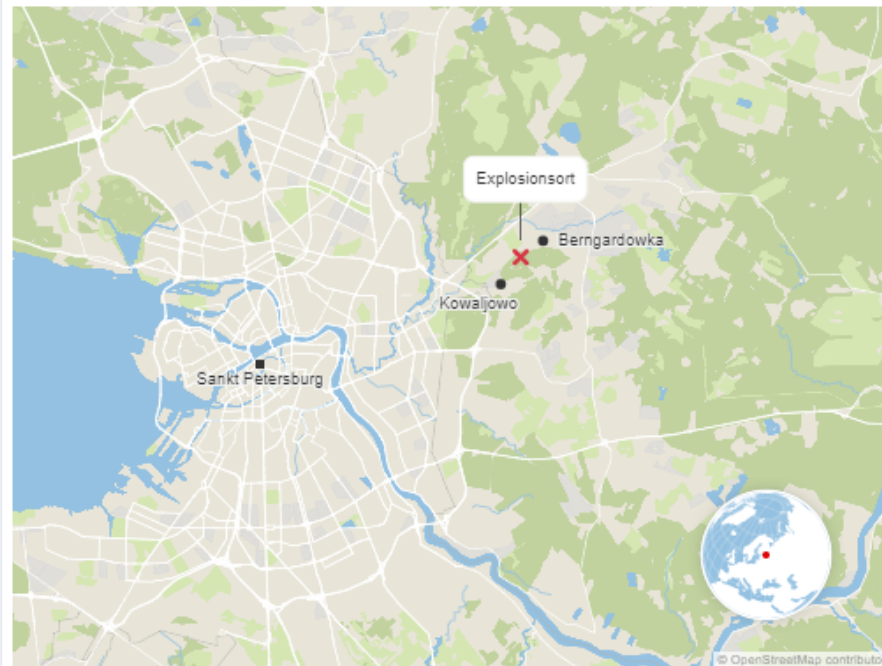 Explosionsort
Berngardowka
Kowaljowo
Sankt Petersburg
© OpenStreetMap contributo